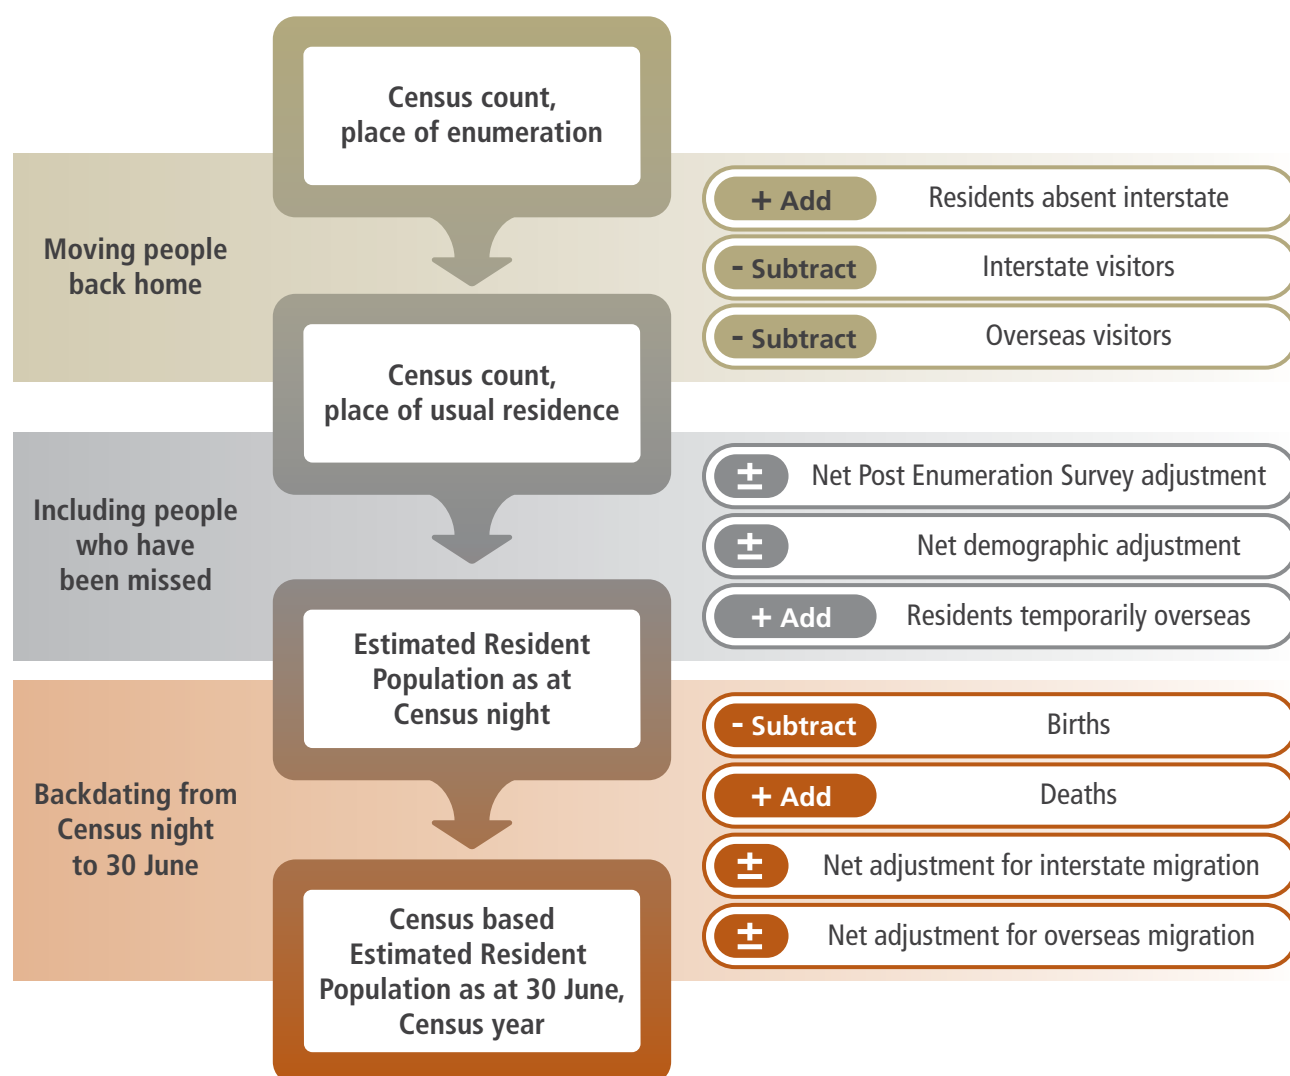 Census count,
place of enumeration
Moving people
back home
+ Add Residents absent interstate
- Subtract Interstate visitors
- Subtract Overseas visitors
Census count,
place of usual residence
Including people
who have
been missed
± Net Post Enumeration Survey adjustment
± Net demographic adjustment
+ Add Residents temporarily overseas
Estimated Resident
Population as at
Census night
Backdating from
Census night
to 30 June
- Subtract Births
+ Add Deaths
± Net adjustment for interstate migration
± Net adjustment for overseas migration
Census based
Estimated Resident
Population as at 30 June,
Census year